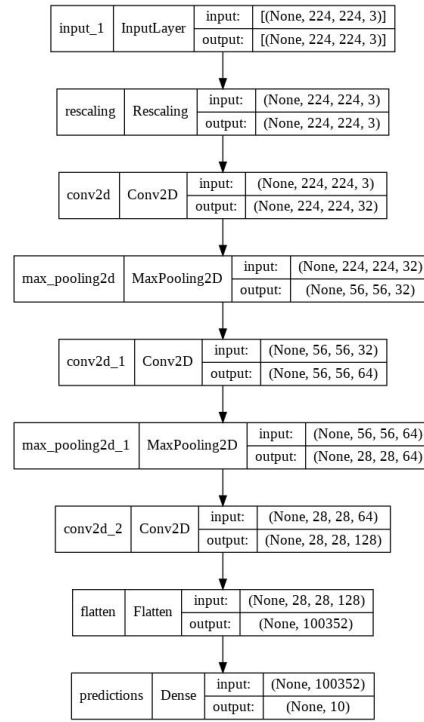 input_1 InputLayer input: [(None, 224, 224, 3)]
output: [(None, 224, 224, 3)]
rescaling Rescaling input: (None, 224, 224, 3)
output: (None, 224, 224, 3)
conv2d Conv2D input: (None, 224, 224, 3)
output: (None, 224, 224, 32)
max_pooling2d MaxPooling2D input: (None, 224, 224, 32)
output: (None, 56, 56, 32)
conv2d_1 Conv2D input: (None, 56, 56, 32)
output: (None, 56, 56, 64)
max_pooling2d_1 MaxPooling2D input: (None, 56, 56, 64)
output: (None, 28, 28, 64)
conv2d_2 Conv2D input: (None, 28, 28, 64)
output: (None, 28, 28, 128)
flatten Flatten input: (None, 28, 28, 128)
output: (None, 100352)
predictions Dense input: (None, 100352)
output: (None, 10)